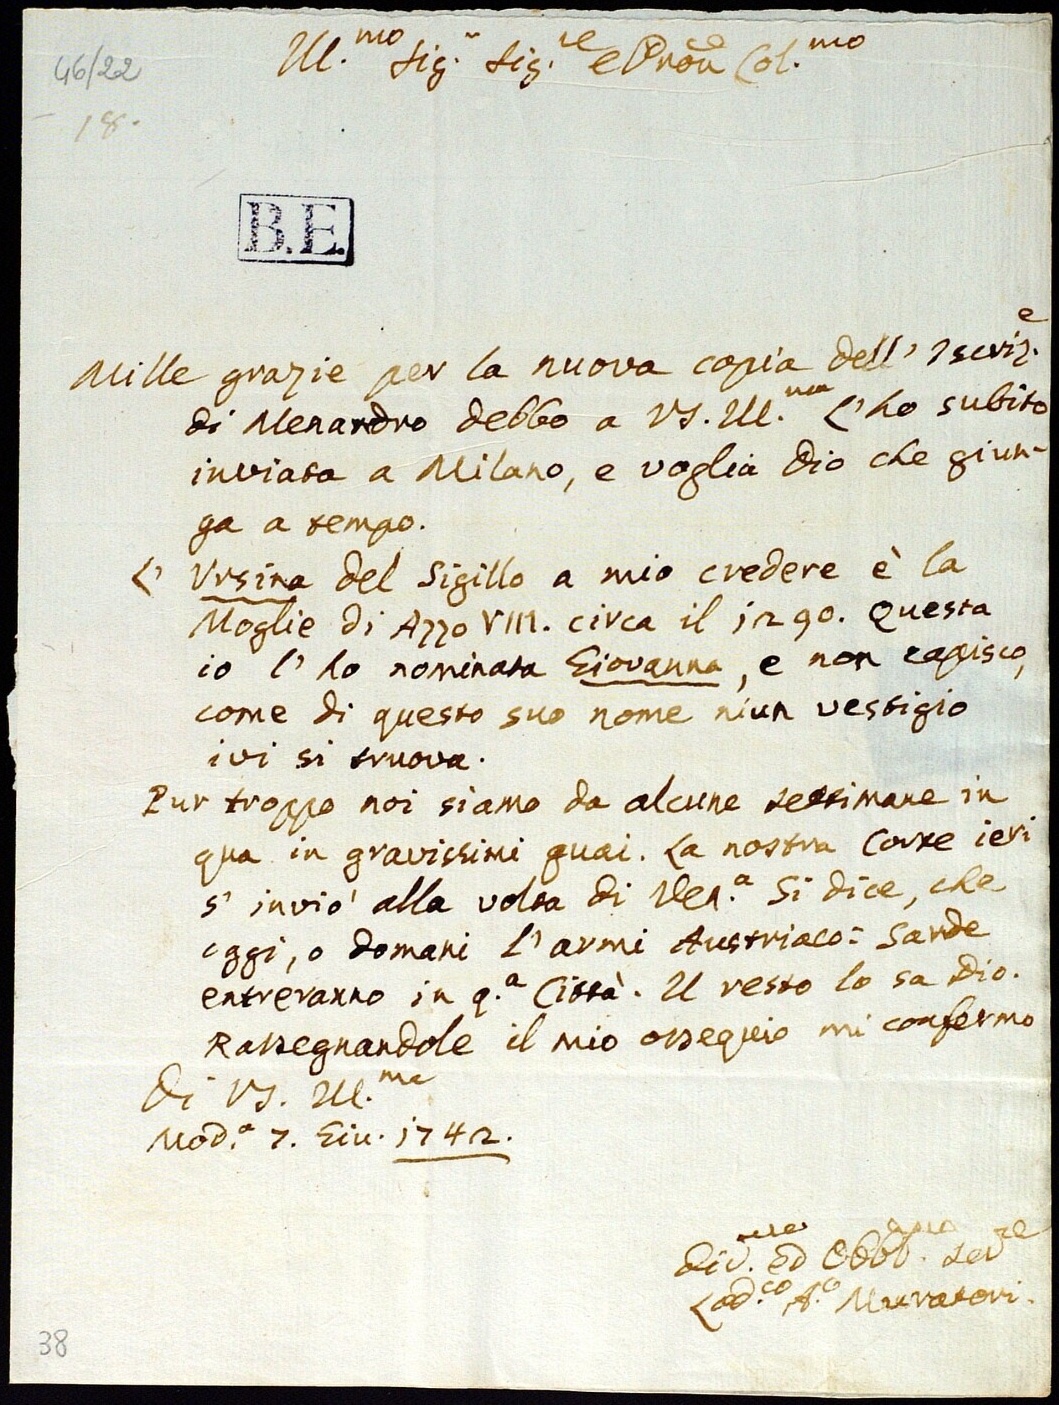 46/22
18.
Ill.mo Sig.r Sig.re e Pron Col.mo
B.E.
Mille grazie per la nuova copia dell' Iscriz.e
di Menandro debbo a VS. Ill.ma L'ho subito
inviata a Milano, e voglia Dio che giun-
ga a tempo.
L' Ursina del Sigillo a mio credere è la
Moglie di Azzo VIII. circa il 1290. Questa
io l' ho nominata Giovanna, e non capisco,
come di questo suo nome niun vestigio
ivi si truova.
Pur troppo noi siamo da alcune settimane in
qua in gravissimi guai. La nostra Corte ieri
s' inviò alla volta di Ven.a Si dice, che
oggi, o domani l' armi Austriaco= Sarde
entreranno in q.a Città. Il resto lo sa Dio.
Rassegnandole il mio ossequio mi confermo
Di VS. Ill.ma
Mod.a 7. Giu. 1742.
Div. ed Obbl. Ser.re
Lod.co A.o Muratori.
38